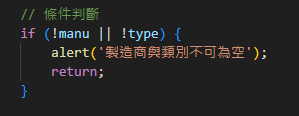 // 條件判斷
if (!manu || !type) {
    alert('製造商與類別不可為空');
    return;
}